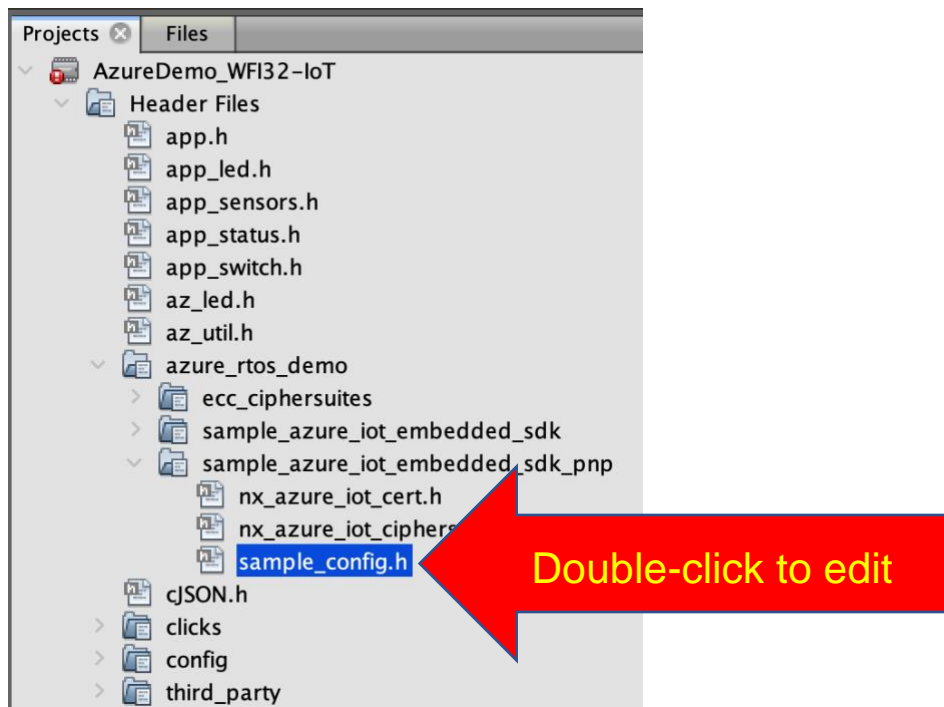 Projects Files
AzureDemo_WFI32-IoT
Header Files
app.h
app_led.h
app_sensors.h
app_status.h
app_switch.h
az_led.h
az_util.h
azure_rtos_demo
ecc_ciphersuites
sample_azure_iot_embedded_sdk
sample_azure_iot_embedded_sdk_pnp
nx_azure_iot_cert.h
nx_azure_iot_ciphers
sample_config.h
Double-click to edit
cJSON.h
clicks
config
third_party